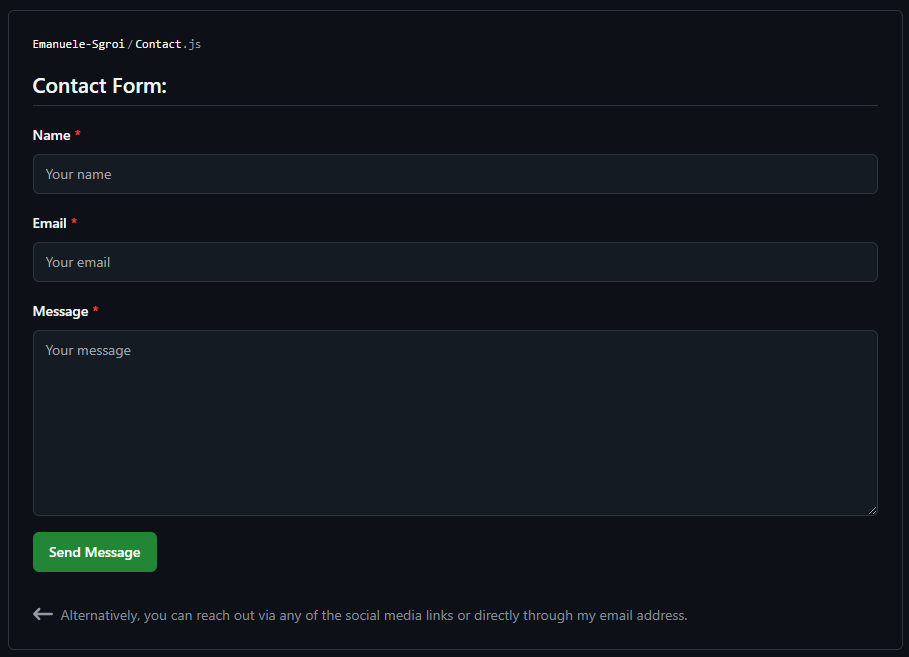 Emanuele-Sgroi/Contact.js
Contact Form:
Name *
Your name
Email *
Your email
Message *
Your message
Send Message
Alternatively, you can reach out via any of the social media links or directly through my email address.